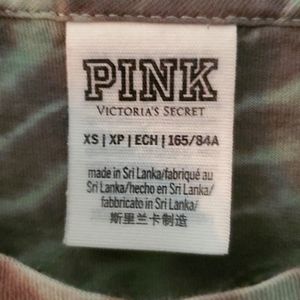 PINK
VICTORIA'S SECRET
XS | XP | ECH | 165/84A
made in Sri Lanka/fabriqué au
Sri Lanka/hecho en Sri Lanka/
fabbricato in Sri Lanka/
斯里兰卡制造